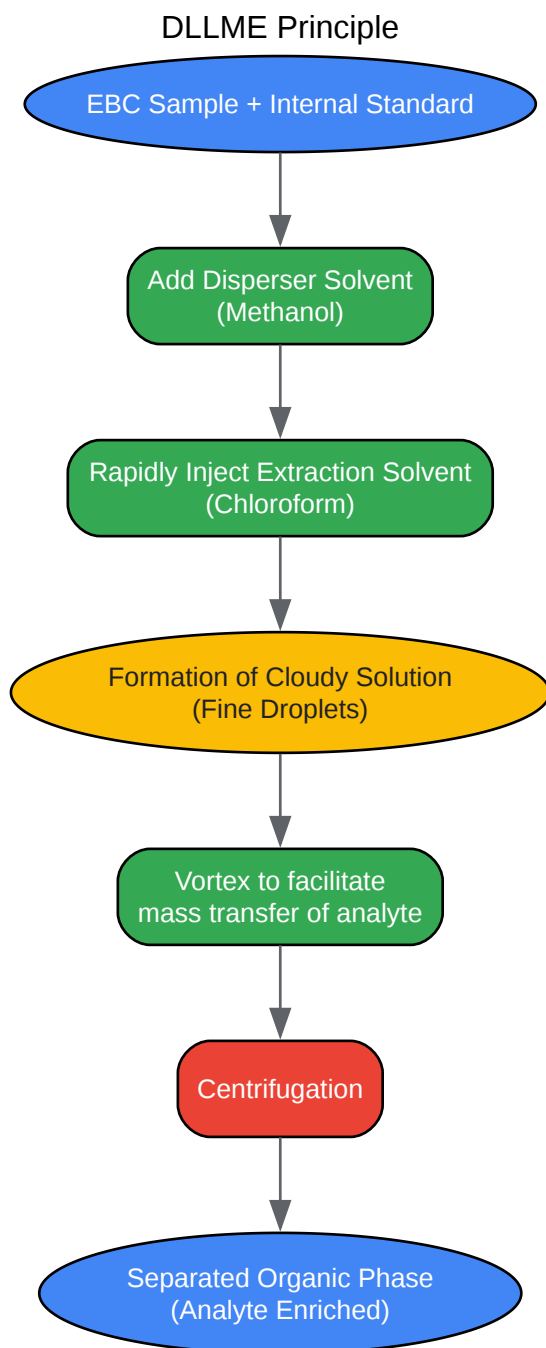 DLLME Principle
EBC Sample + Internal Standard
Add Disperser Solvent
(Methanol)
Rapidly Inject Extraction Solvent
(Chloroform)
Formation of Cloudy Solution
(Fine Droplets)
Vortex to facilitate
mass transfer of analyte
Centrifugation
Separated Organic Phase
(Analyte Enriched)